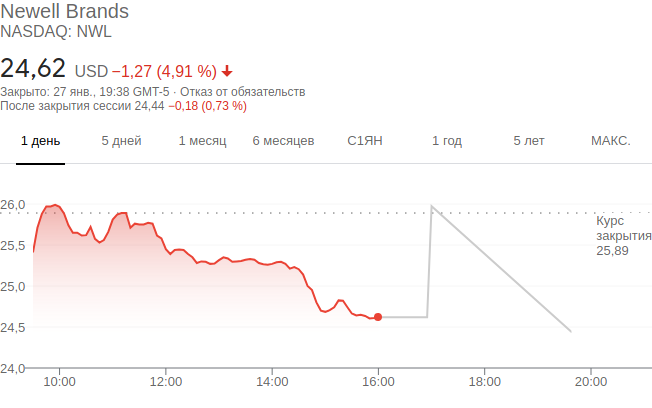 Newell Brands
NASDAQ: NWL
24,62 USD −1,27 (4,91 %)
Закрыто: 27 янв., 19:38 GMT-5 · Отказ от обязательств
После закрытия сессии 24,44 −0,18 (0,73 %)
1 день 5 дней 1 месяц 6 месяцев С1ЯН 1 год 5 лет МАКС.
26,0
Курс
закрытия
25,89
25,5
25,0
24,5
24,0
10:00 12:00 14:00 16:00 18:00 20:00